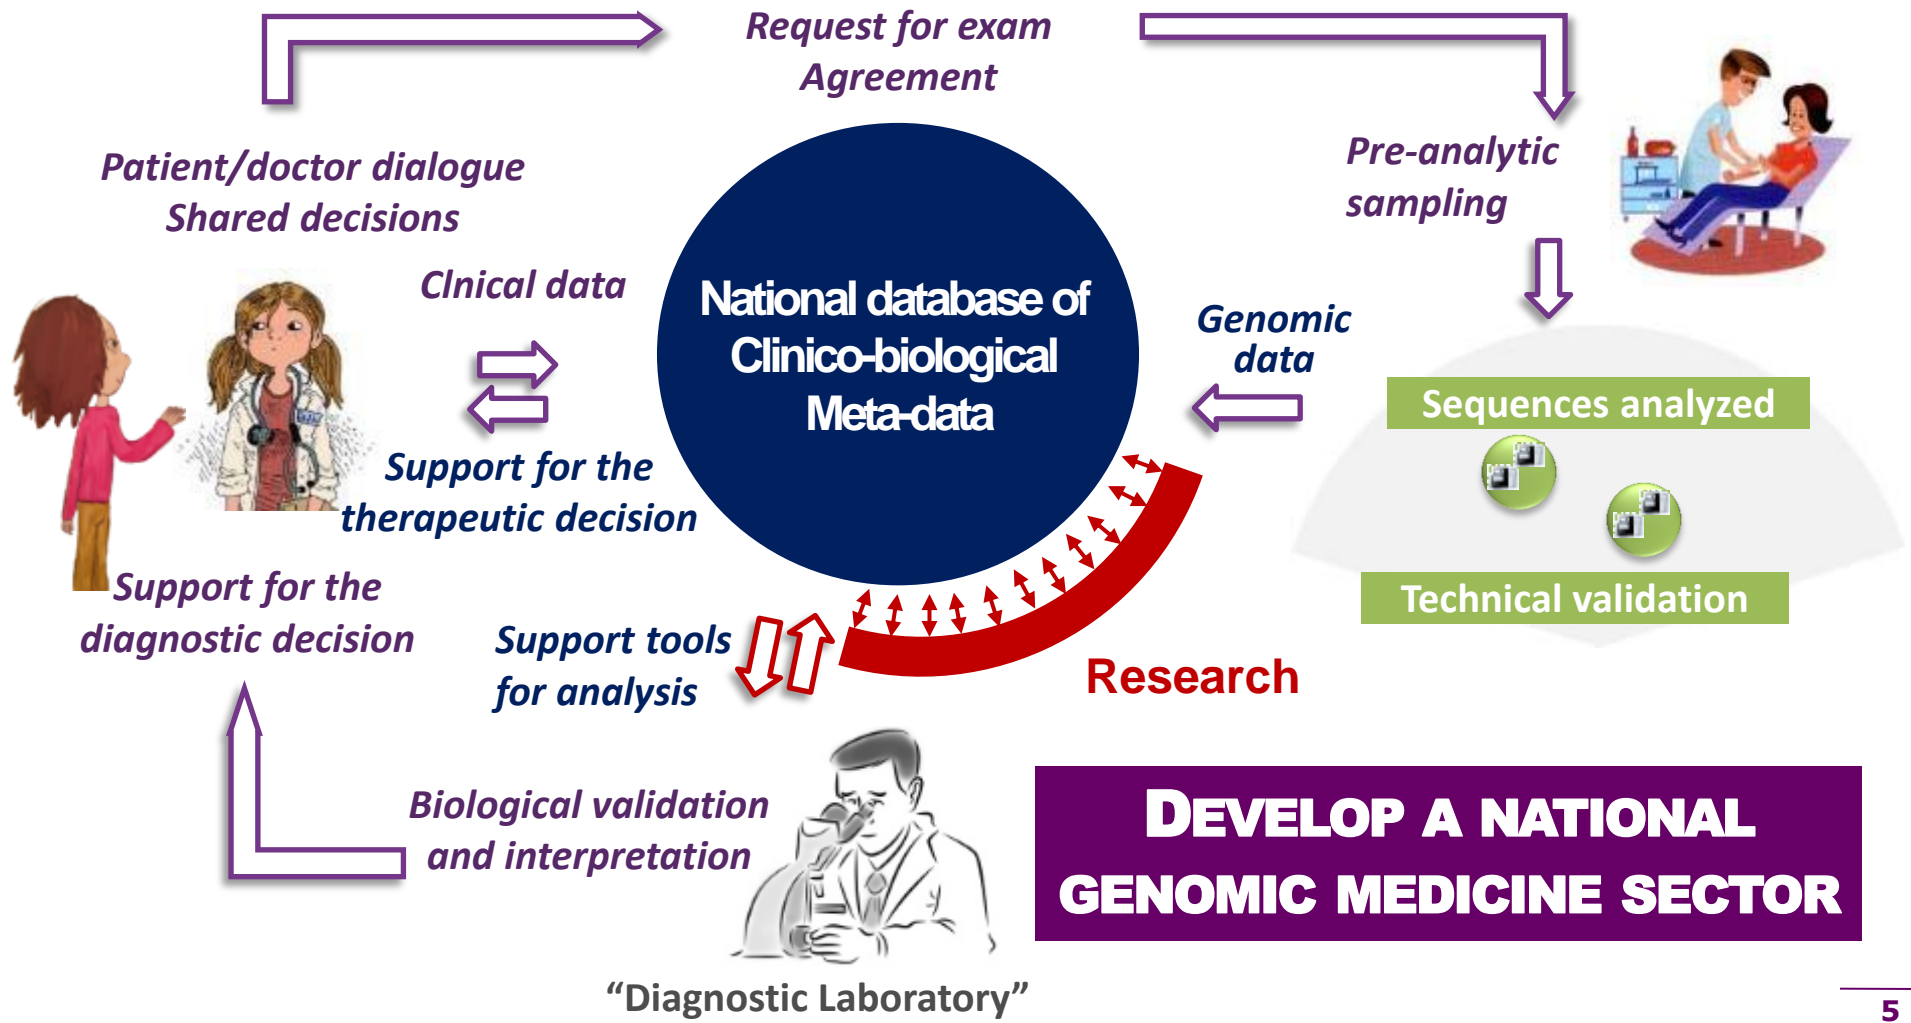 Request for exam
Agreement
Patient/doctor dialogue
Shared decisions
Pre-analytic
sampling
Clnical data
National database of
Clinico-biological
Meta-data
Genomic
data
Sequences analyzed
Support for the
therapeutic decision
Technical validation
Support for the
diagnostic decision
Support tools
for analysis
Research
Biological validation
and interpretation
DEVELOP A NATIONAL
GENOMIC MEDICINE SECTOR
“Diagnostic Laboratory”
5